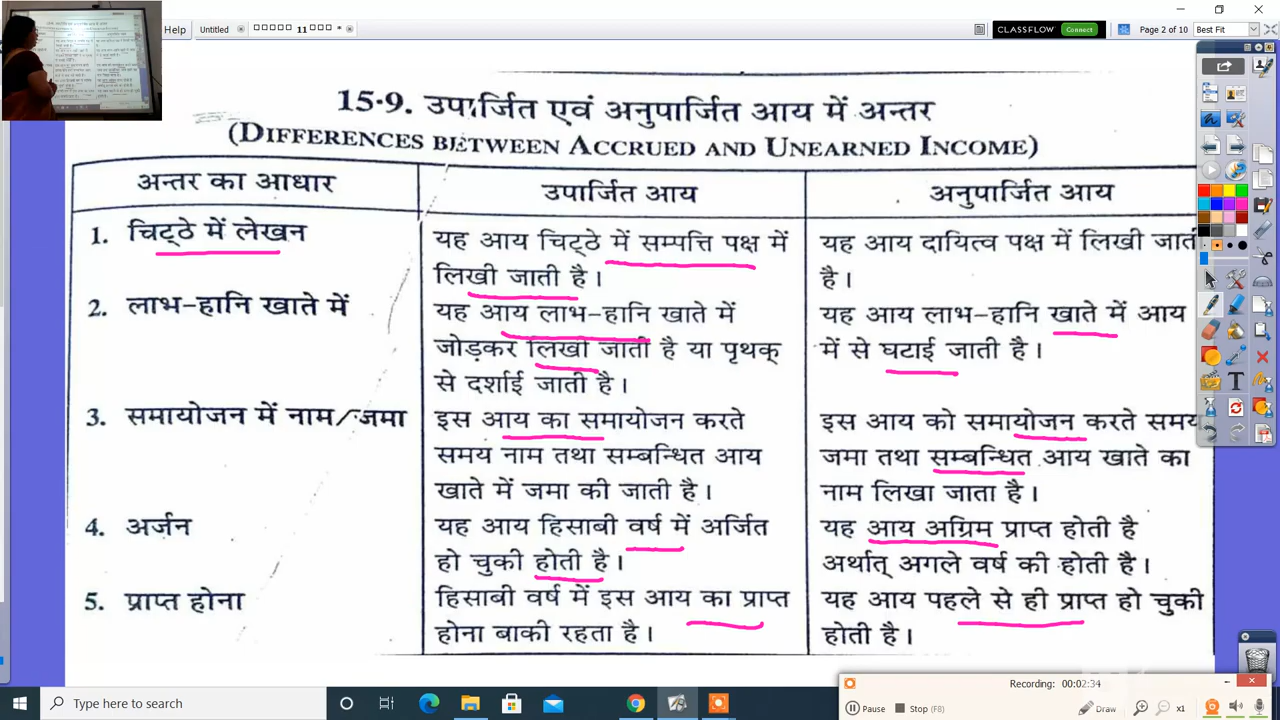 Help
Untitled
11
*
CLASSFLOW
Connect
Page 2 of 10
Best Fit
15·9. उपार्जित एवं अनुपार्जित आय में अन्तर
(DIFFERENCES BETWEEN ACCRUED AND UNEARNED INCOME)
अन्तर का आधार
उपार्जित आय
अनुपार्जित आय
1. चिट्ठे में लेखन
यह आय चिट्ठे में सम्पत्ति पक्ष में
लिखी जाती है।
यह आय दायित्व पक्ष में लिखी जाती
है।
2. लाभ-हानि खाते में
यह आय लाभ-हानि खाते में
जोड़कर लिखी जाती है या पृथक्
से दर्शाई जाती है।
यह आय लाभ-हानि खाते में आय
में से घटाई जाती है।
3. समायोजन में नाम/जमा
इस आय का समायोजन करते
समय नाम तथा सम्बन्धित आय
खाते में जमा की जाती है।
इस आय को समायोजन करते समय
जमा तथा सम्बन्धित आय खाते का
नाम लिखा जाता है।
4. अर्जन
यह आय हिसाबी वर्ष में अर्जित
हो चुकी होती है।
यह आय अग्रिम प्राप्त होती है
अर्थात् अगले वर्ष की होती है।
5. प्राप्त होना
हिसाबी वर्ष में इस आय का प्राप्त
होना बाकी रहता है।
यह आय पहले से ही प्राप्त हो चुकी
होती है।
Recording: 00:02:34
Pause
Stop (F8)
Draw
x1
Type here to search